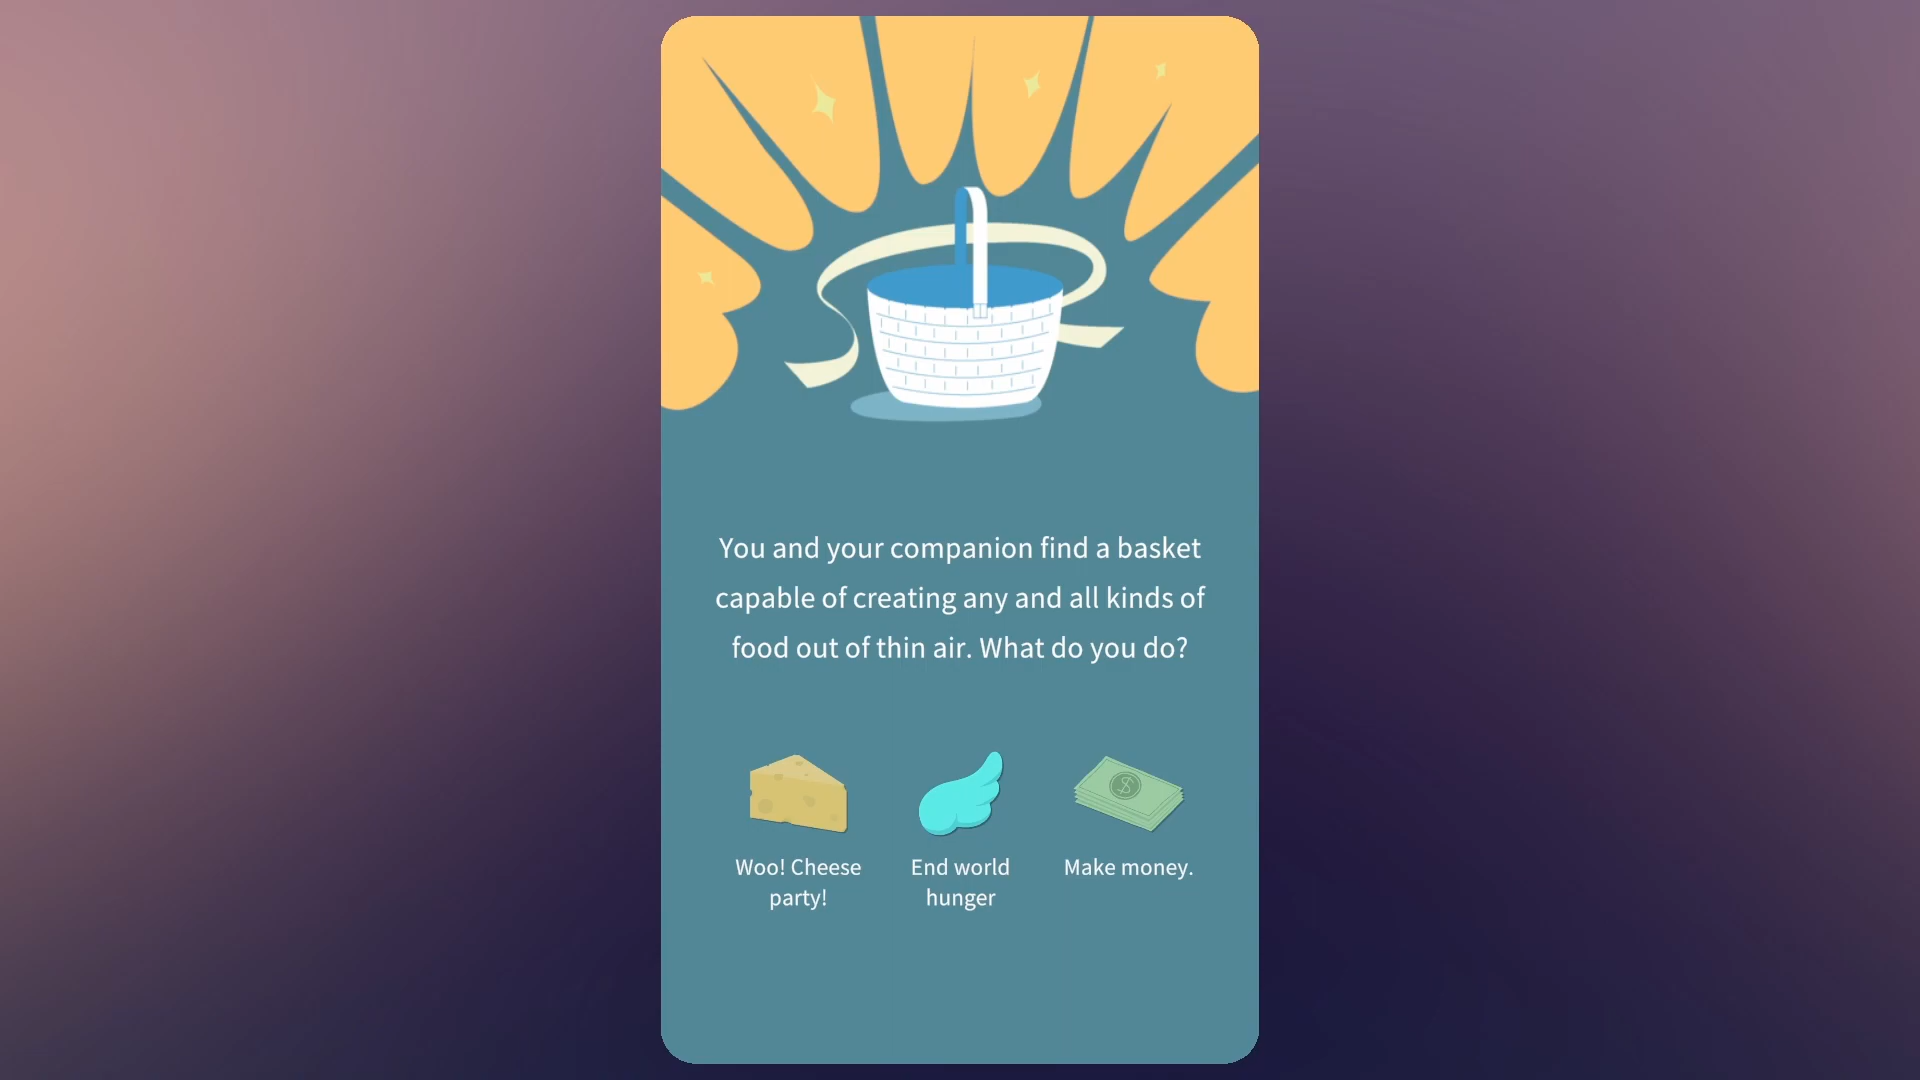 You and your companion find a basket
capable of creating any and all kinds of
food out of thin air. What do you do?
Woo! Cheese
party!
End world
hunger
Make money.